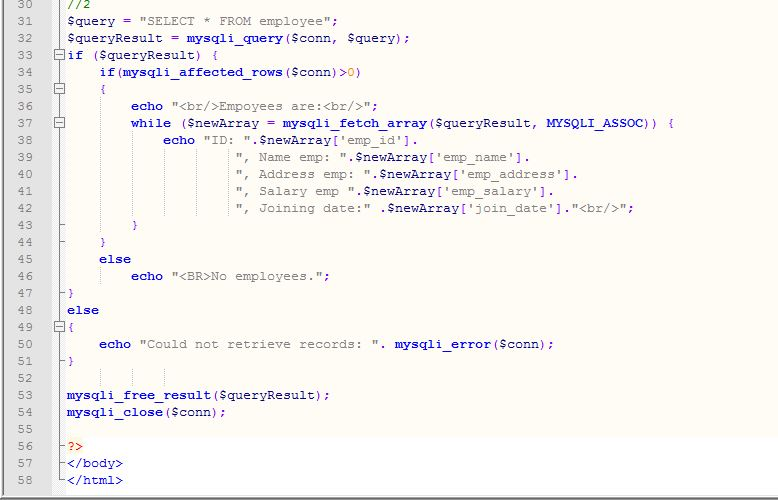 30 //2
31 $query = "SELECT * FROM employee";
32 $queryResult = mysqli_query($conn, $query);
33 if ($queryResult) {
34 if(mysqli_affected_rows($conn)>0)
35 {
36 echo "<br/>Empoyees are:<br/>";
37 while ($newArray = mysqli_fetch_array($queryResult, MYSQLI_ASSOC)) {
38 echo "ID: ".$newArray['emp_id'].
39 ", Name emp: ".$newArray['emp_name'].
40 ", Address emp: ".$newArray['emp_address'].
41 ", Salary emp ".$newArray['emp_salary'].
42 ", Joining date:" .$newArray['join_date']."<br/>";
43 }
44 }
45 else
46 echo "<BR>No employees.";
47 }
48 else
49 {
50 echo "Could not retrieve records: ". mysqli_error($conn);
51 }
52
53 mysqli_free_result($queryResult);
54 mysqli_close($conn);
55
56 ?>
57 </body>
58 </html>